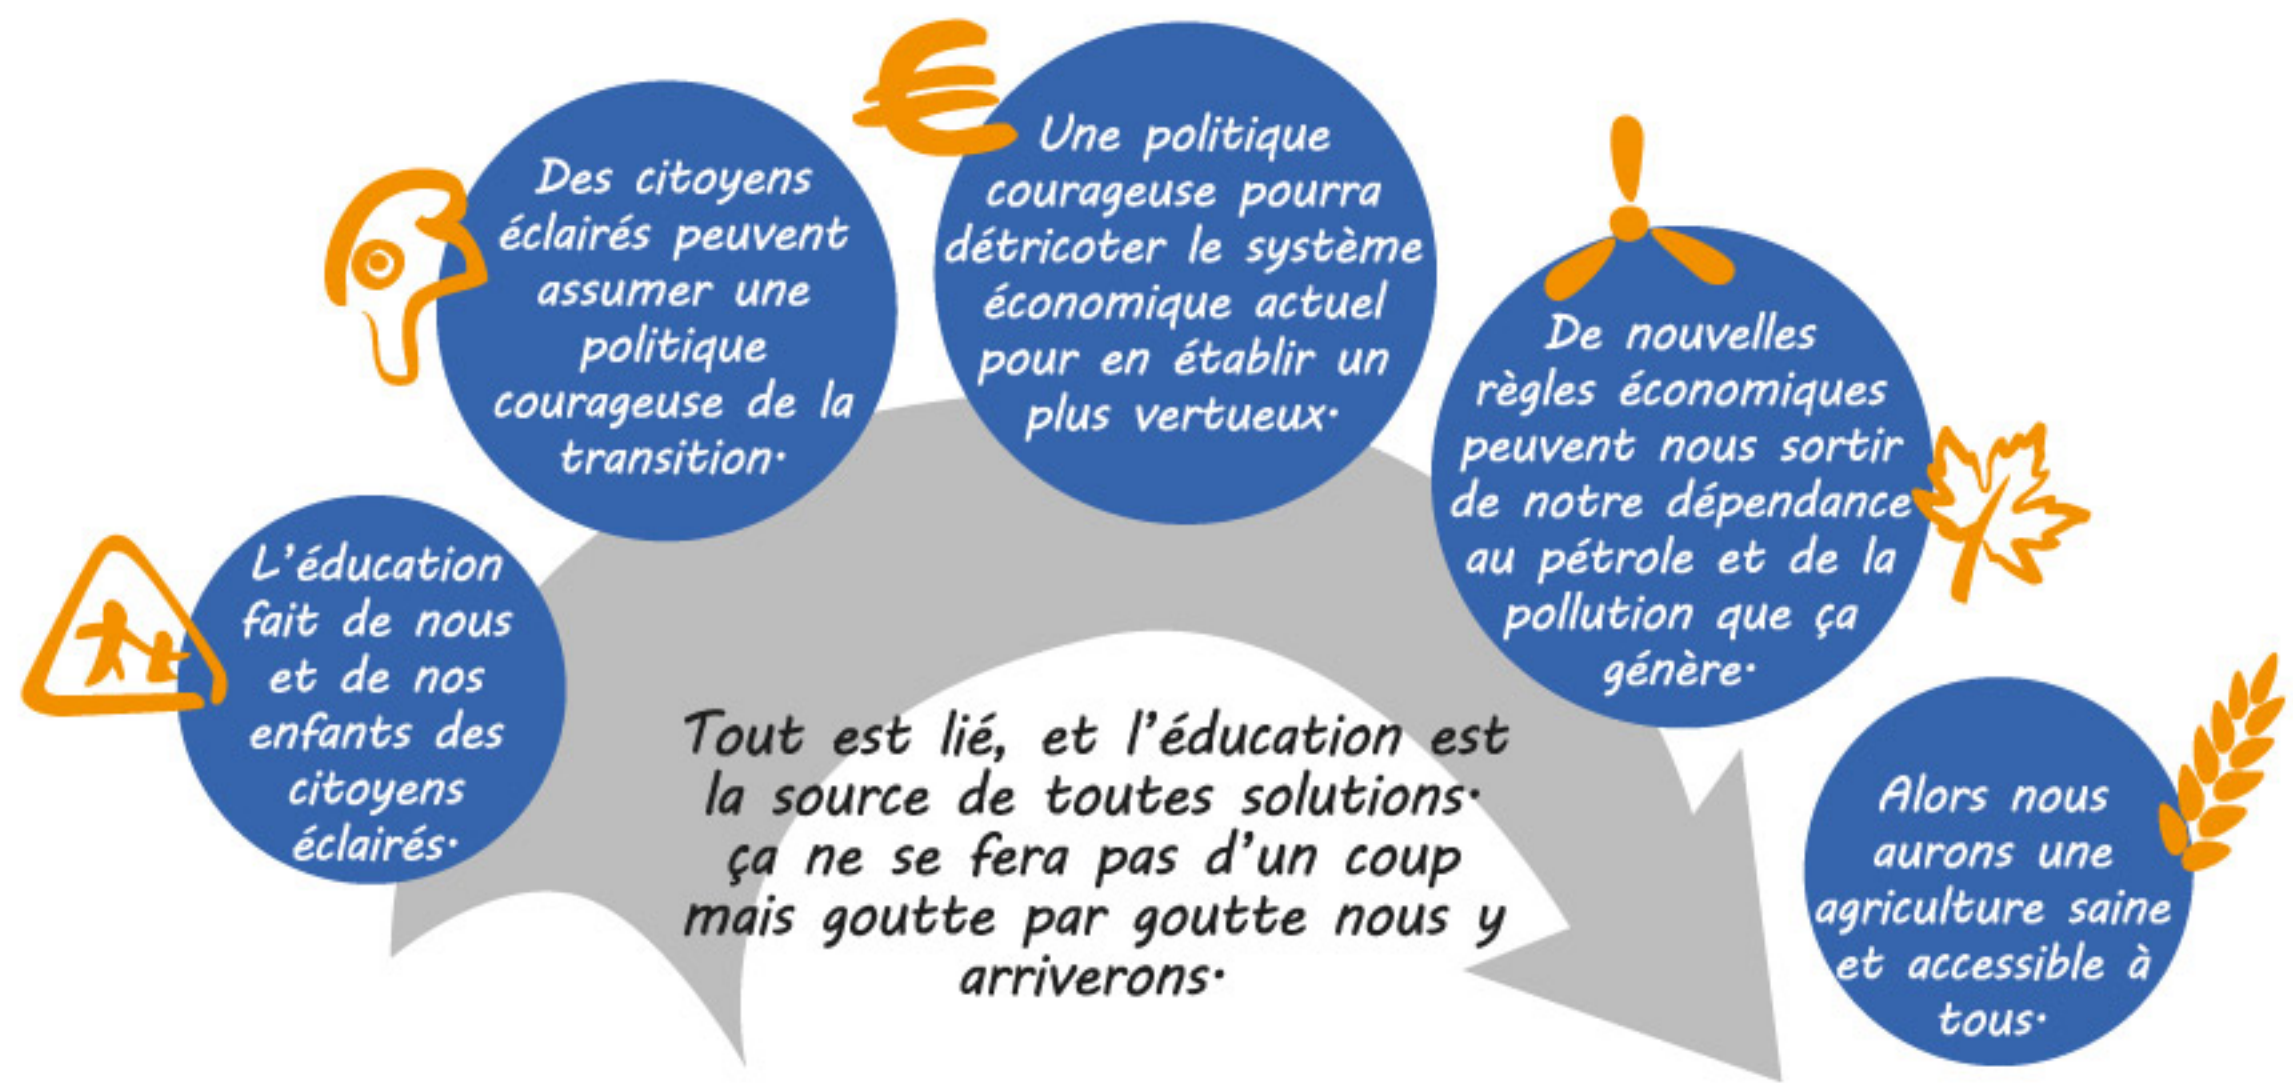 L'éducation
fait de nous
et de nos
enfants des
citoyens
éclairés.
Des citoyens
éclairés peuvent
assumer une
politique
courageuse de la
transition.
Une politique
courageuse pourra
détricoter le système
économique actuel
pour en établir un
plus vertueux.
De nouvelles
règles économiques
peuvent nous sortir
de notre dépendance
au pétrole et de la
pollution que ça
génère.
Alors nous
aurons une
agriculture saine
et accessible à
tous.
Tout est lié, et l'éducation est
la source de toutes solutions.
ça ne se fera pas d'un coup
mais goutte par goutte nous y
arriverons.